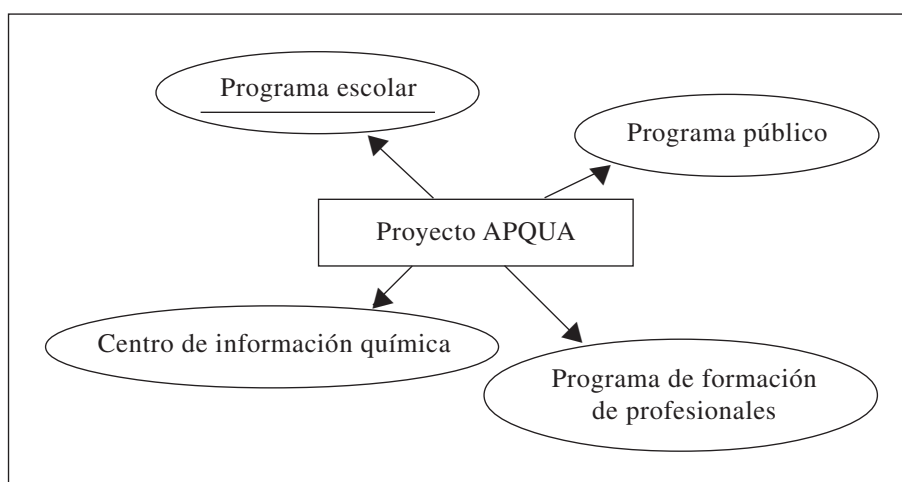 Programa escolar
Programa público
Proyecto APQUA
Centro de información química
Programa de formación
de profesionales